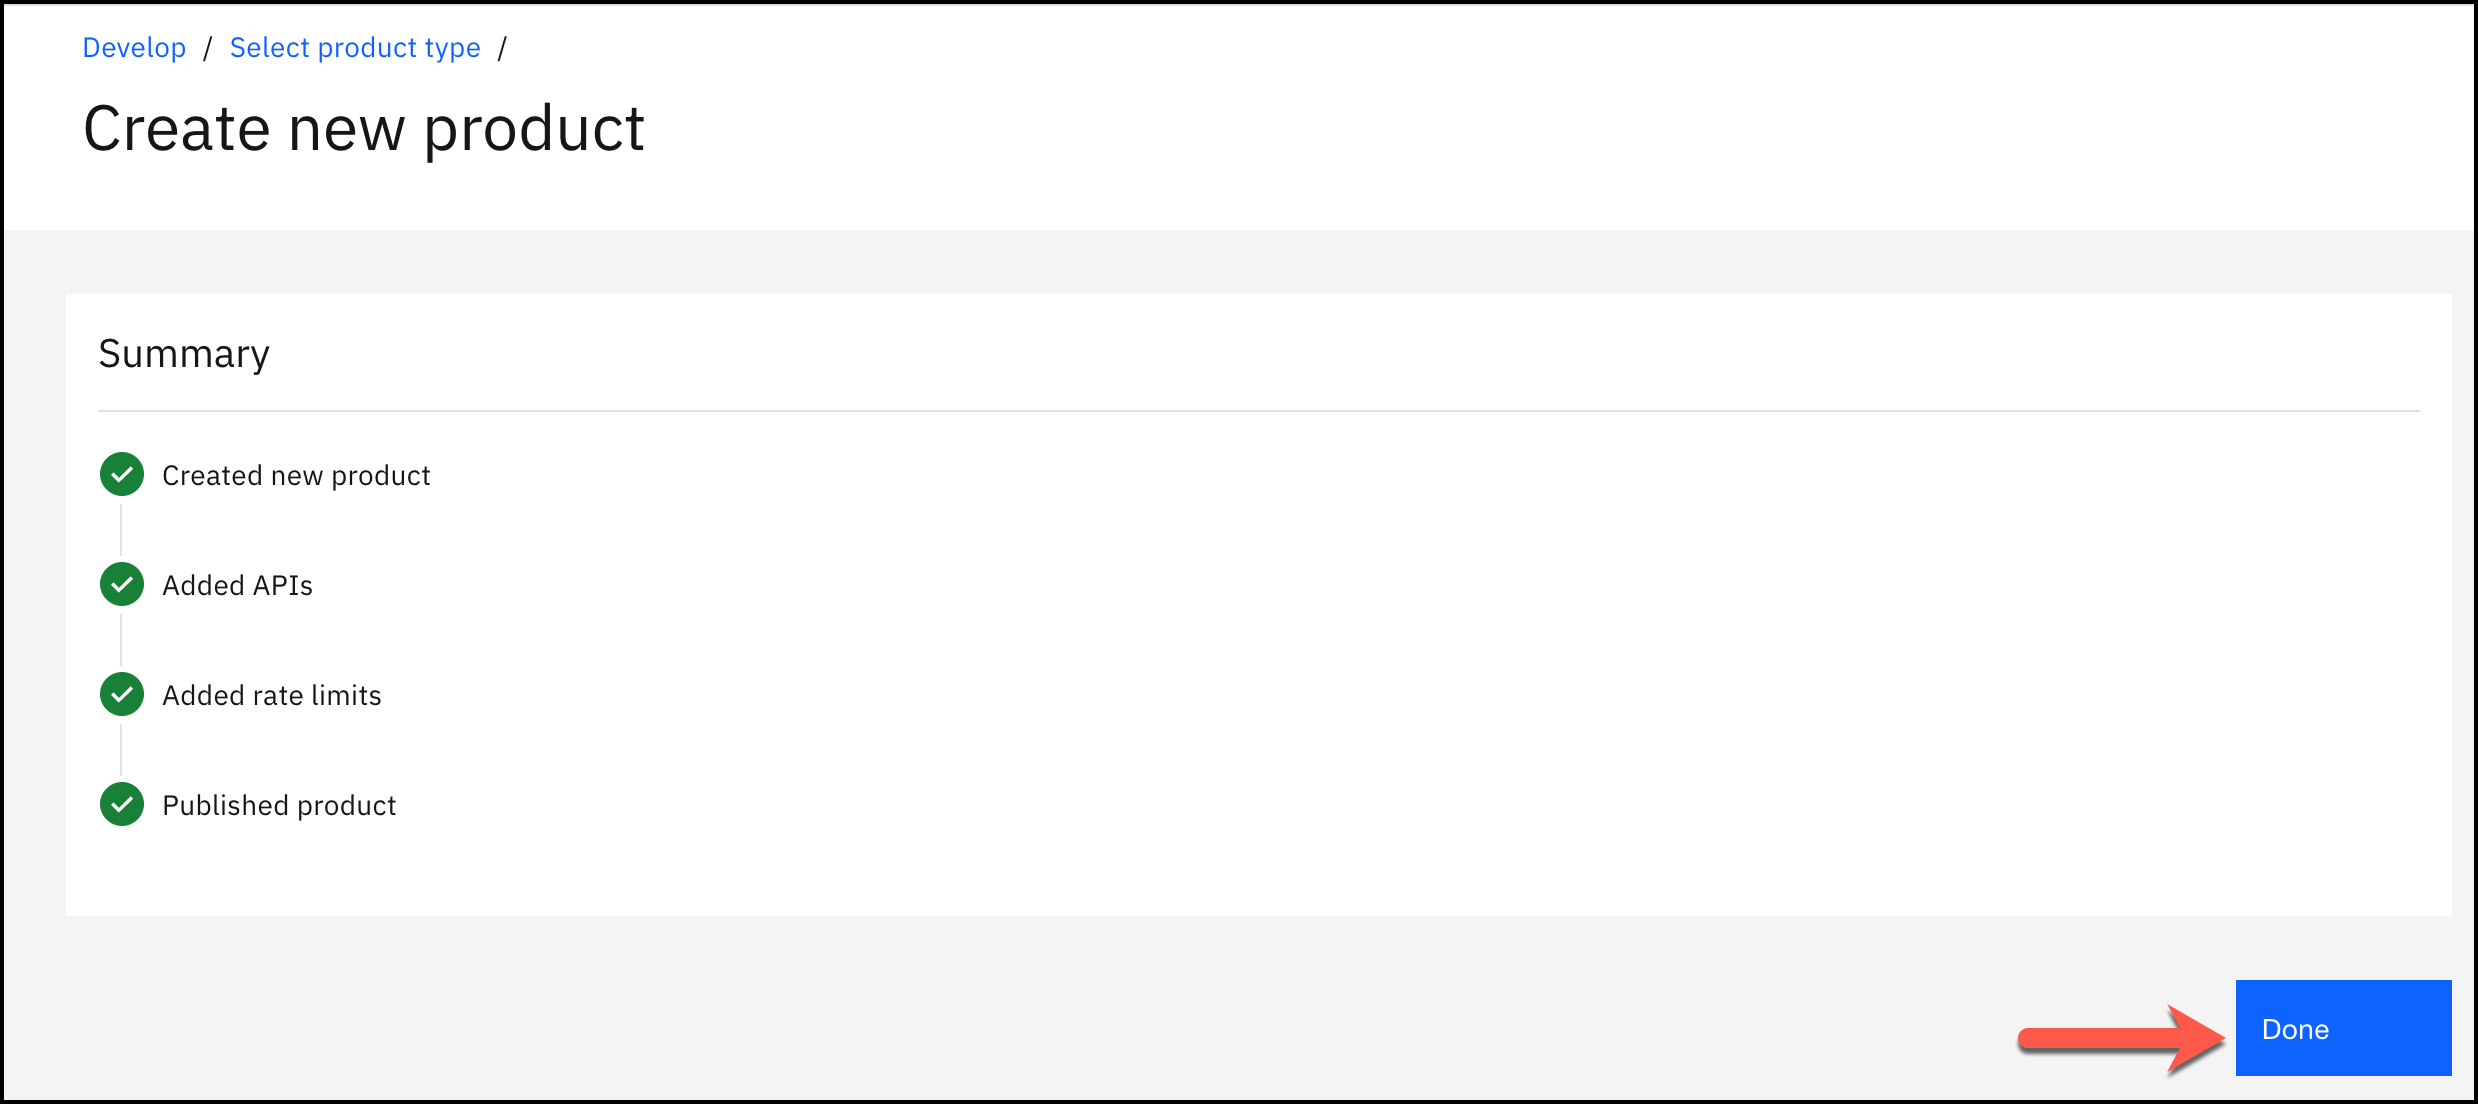 Develop / Select product type /
Create new product
Summary
Created new product
Added APIs
Added rate limits
Published product
Done